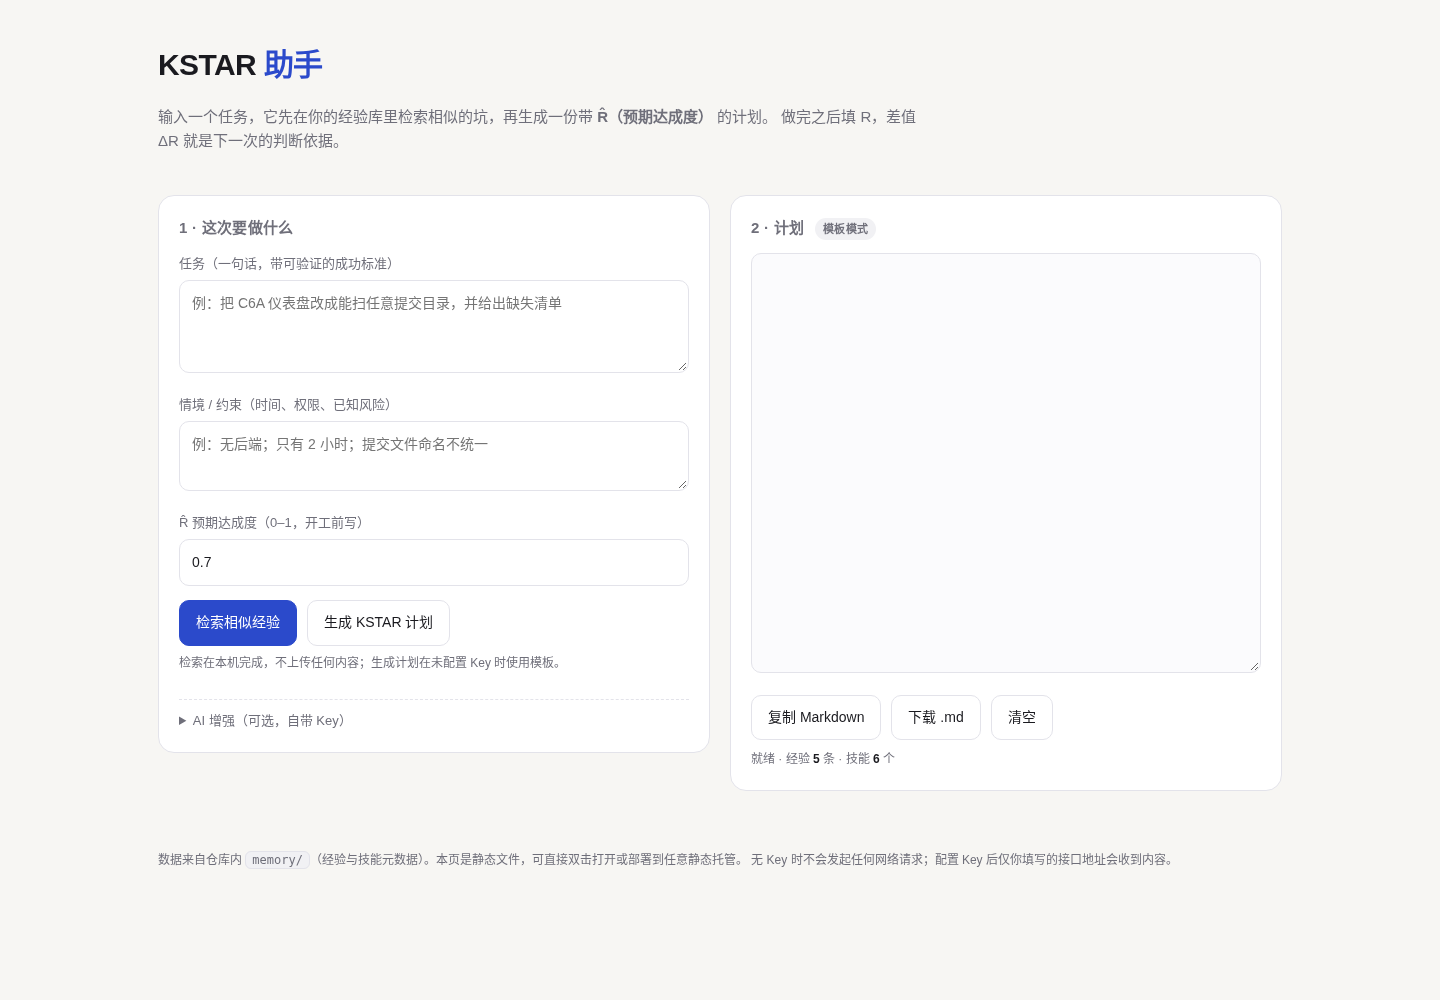 KSTAR 助手
输入一个任务，它先在你的经验库里检索相似的坑，再生成一份带 R̂（预期达成度） 的计划。 做完之后填 R，差值
ΔR 就是下一次的判断依据。
1 · 这次要做什么
任务（一句话，带可验证的成功标准）
例：把 C6A 仪表盘改成能扫任意提交目录，并给出缺失清单
情境 / 约束（时间、权限、已知风险）
例：无后端；只有 2 小时；提交文件命名不统一
R̂ 预期达成度（0–1，开工前写）
0.7
检索相似经验
生成 KSTAR 计划
检索在本机完成，不上传任何内容；生成计划在未配置 Key 时使用模板。
▶ AI 增强（可选，自带 Key）
2 · 计划
模板模式
复制 Markdown
下载 .md
清空
就绪 · 经验 5 条 · 技能 6 个
数据来自仓库内 memory/（经验与技能元数据）。本页是静态文件，可直接双击打开或部署到任意静态托管。 无 Key 时不会发起任何网络请求；配置 Key 后仅你填写的接口地址会收到内容。